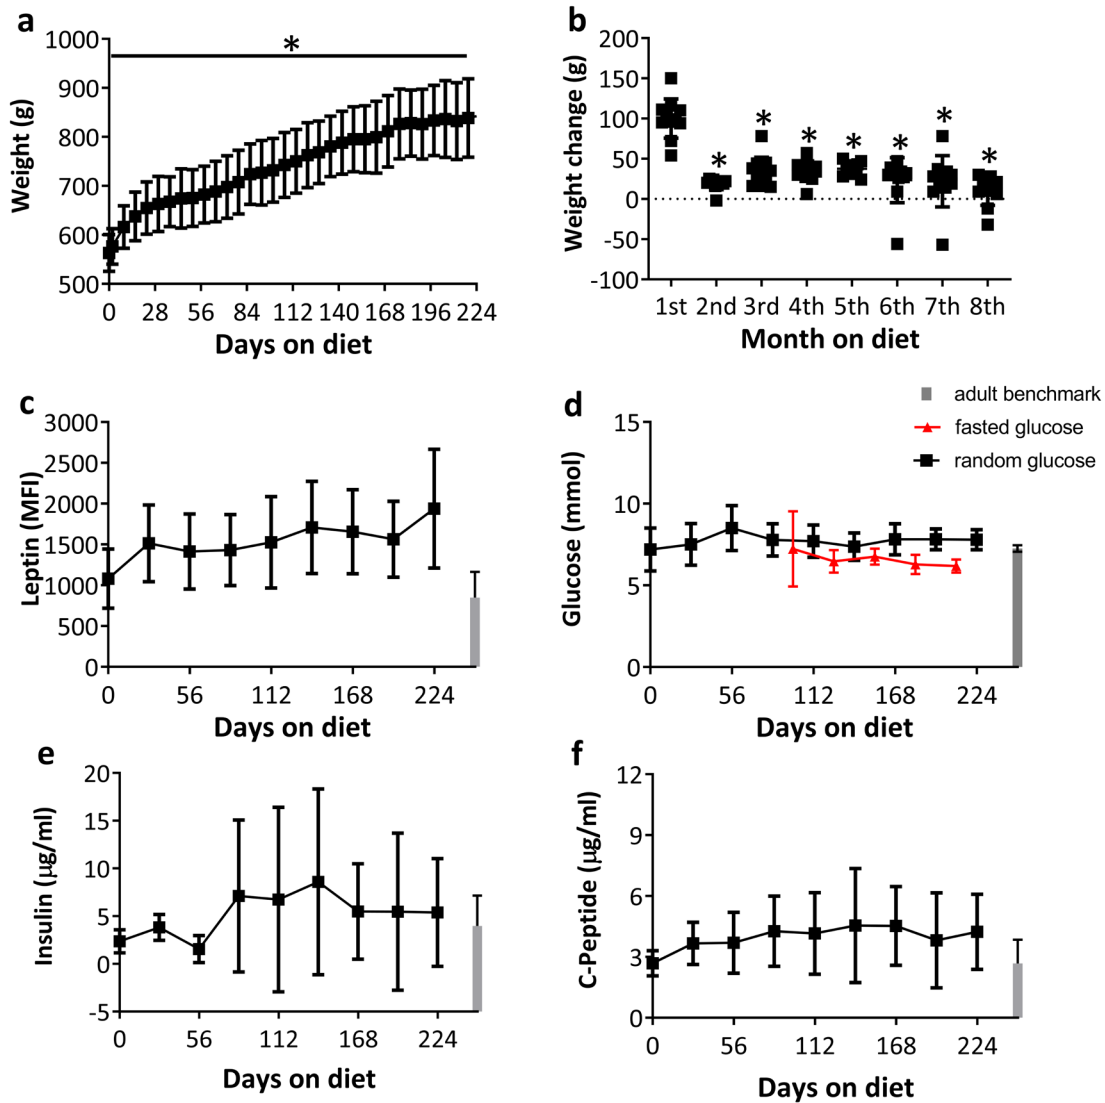 a
*
Weight (g)
1000
900
800
700
600
500
0 28 56 84 112 140 168 196 224
Days on diet
b
Weight change (g)
200
150
100
50
0
-50
-100
* * * * * * *
1st 2nd 3rd 4th 5th 6th 7th 8th
Month on diet
c
Leptin (MFI)
3000
2500
2000
1500
1000
500
0
0 56 112 168 224
Days on diet
d
adult benchmark
fasted glucose
random glucose
Glucose (mmol)
15
10
5
0
0 56 112 168 224
Days on diet
e
Insulin (µg/ml)
20
15
10
5
0
-5
0 56 112 168 224
Days on diet
f
C-Peptide (µg/ml)
12
9
6
3
0
0 56 112 168 224
Days on diet